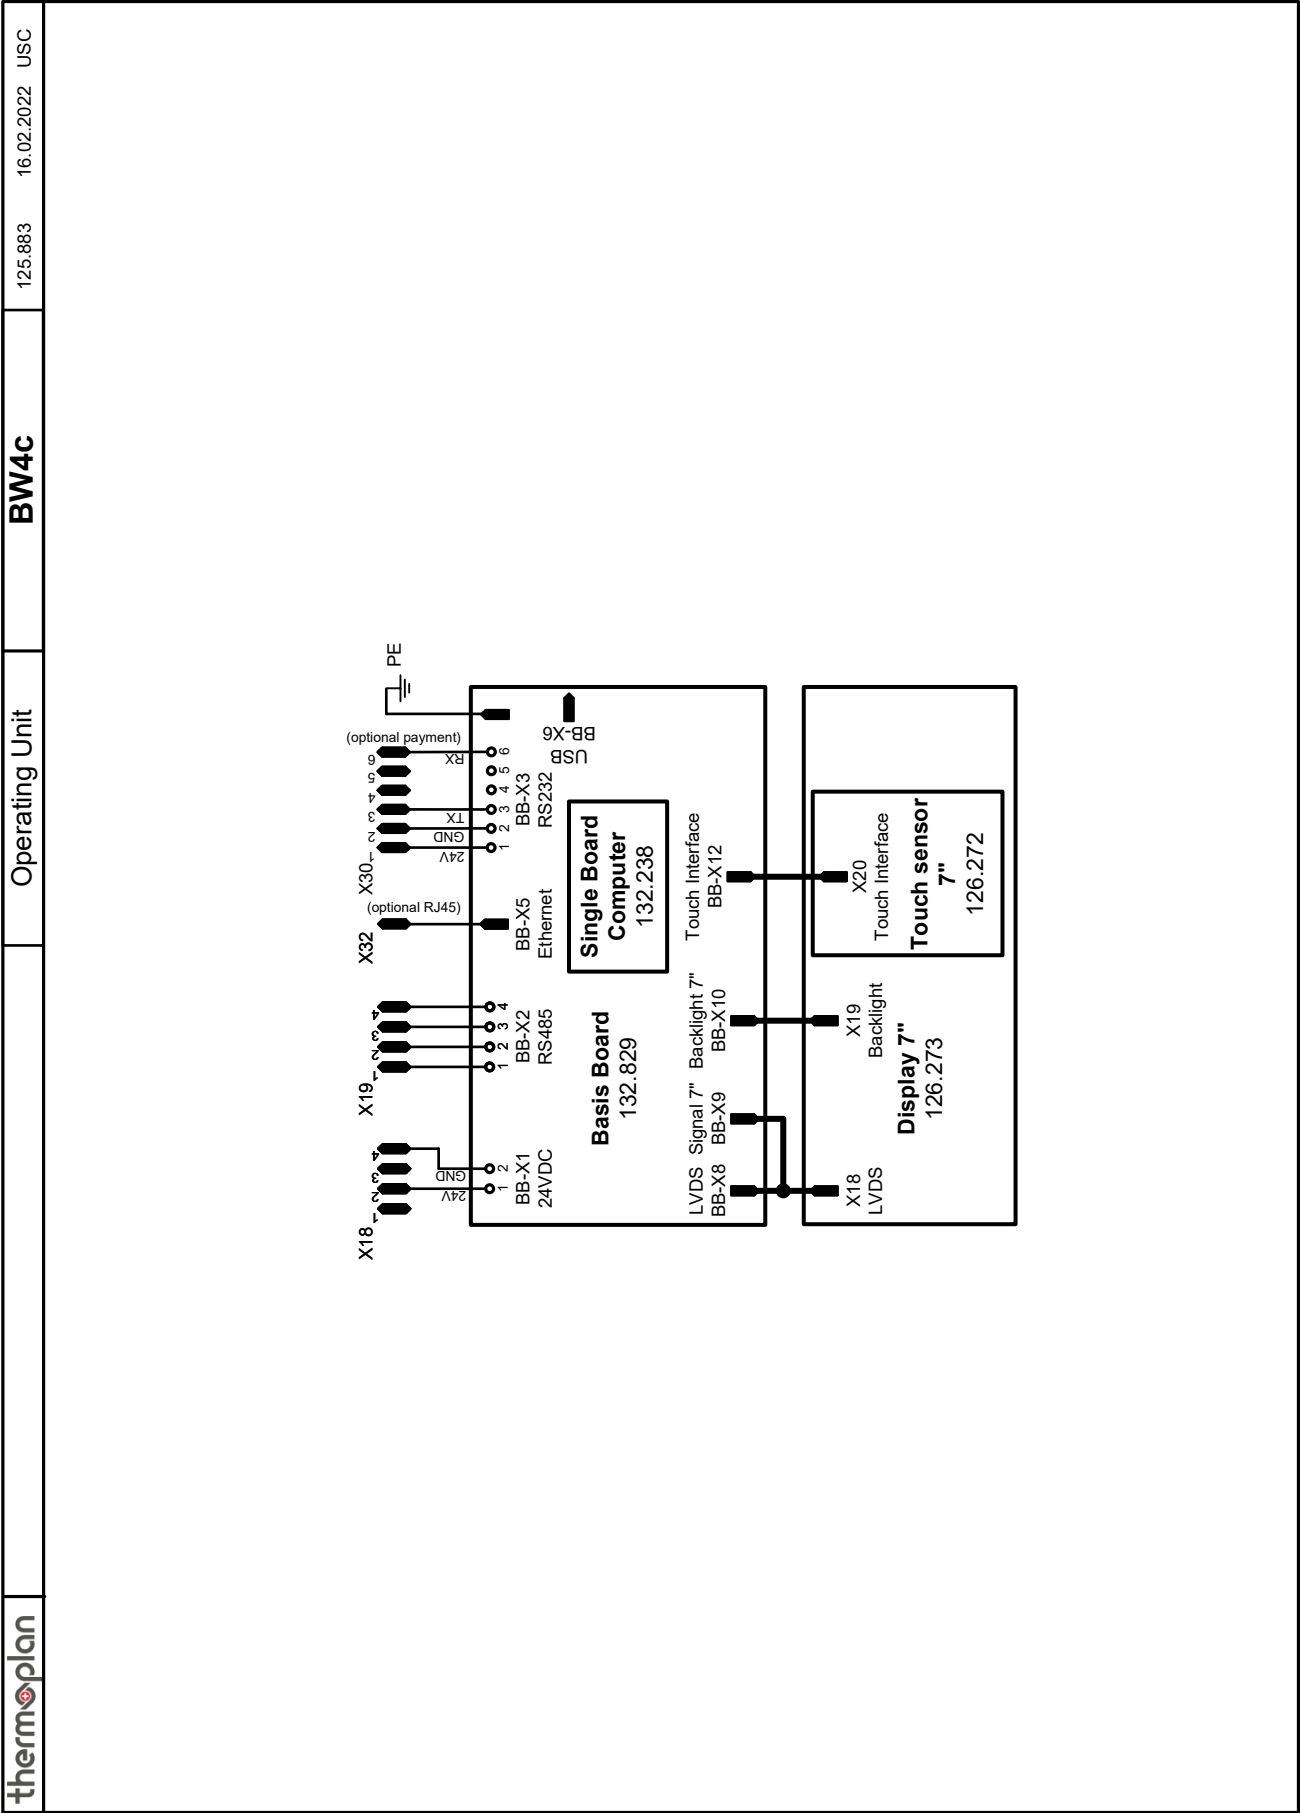 thermoplan
Operating Unit
BW4c
125.883 16.02.2022 USC
X18 1 2 3 4
X19 1 2 3 4
X32
(optional RJ45)
X30 1 2 3 4 5 6
(optional payment)
PE
24V GND
24V GND TX RX
1 2
BB-X1
24VDC
1 2 3 4
BB-X2
RS485
BB-X5
Ethernet
1 2 3 4 5 6
BB-X3
RS232
USB
BB-X6
Basis Board
132.829
Single Board
Computer
132.238
LVDS
BB-X8
Signal 7"
BB-X9
Backlight 7"
BB-X10
Touch Interface
BB-X12
X18
LVDS
X19
Backlight
X20
Touch Interface
Display 7"
126.273
Touch sensor
7"
126.272